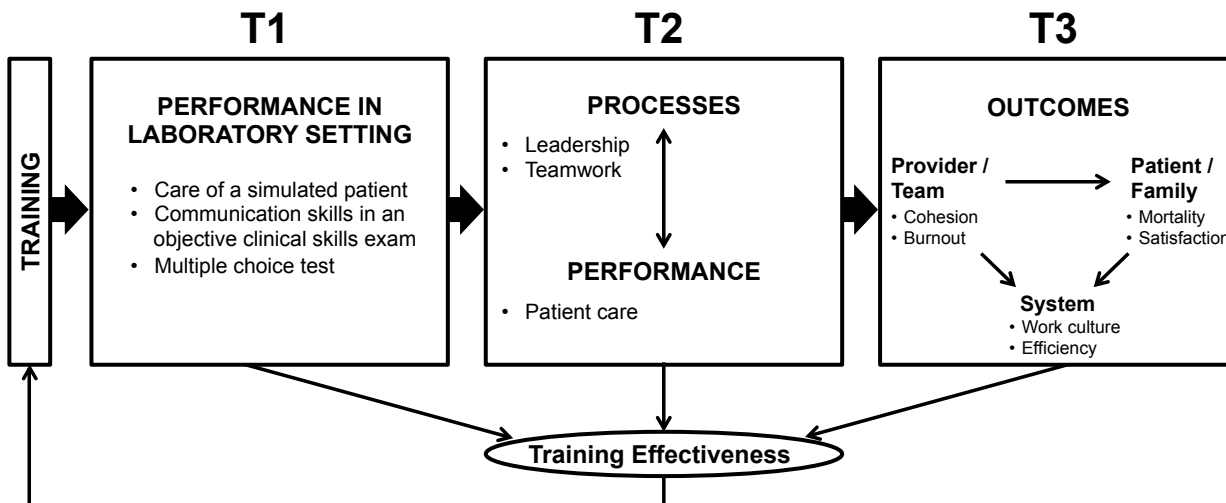 T1
T2
T3
TRAINING
PERFORMANCE IN
LABORATORY SETTING
• Care of a simulated patient
• Communication skills in an
objective clinical skills exam
• Multiple choice test
PROCESSES
• Leadership
• Teamwork
PERFORMANCE
• Patient care
OUTCOMES
Provider /
Team
• Cohesion
• Burnout
Patient /
Family
• Mortality
• Satisfaction
System
• Work culture
• Efficiency
Training Effectiveness